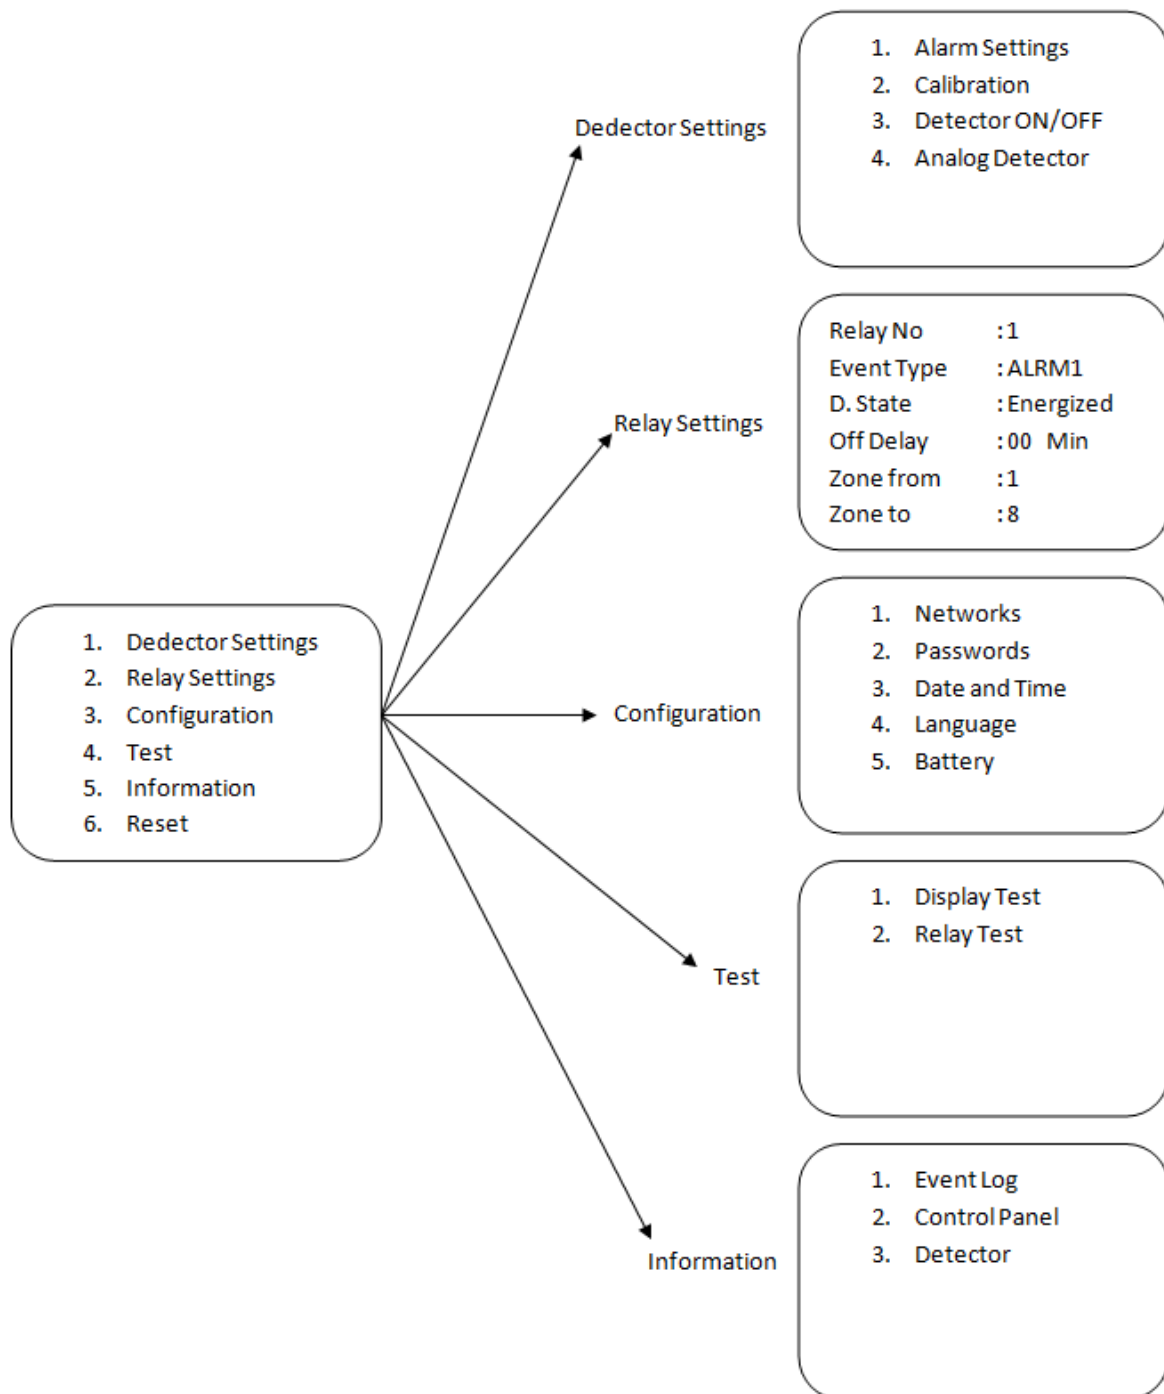 1. Alarm Settings
2. Calibration
3. Detector ON/OFF
4. Analog Detector
Dedector Settings
Relay No :1
Event Type :ALRM1
D. State :Energized
Off Delay :00 Min
Zone from :1
Zone to :8
Relay Settings
1. Dedector Settings
2. Relay Settings
3. Configuration
4. Test
5. Information
6. Reset
Configuration
1. Networks
2. Passwords
3. Date and Time
4. Language
5. Battery
Test
1. Display Test
2. Relay Test
Information
1. Event Log
2. Control Panel
3. Detector